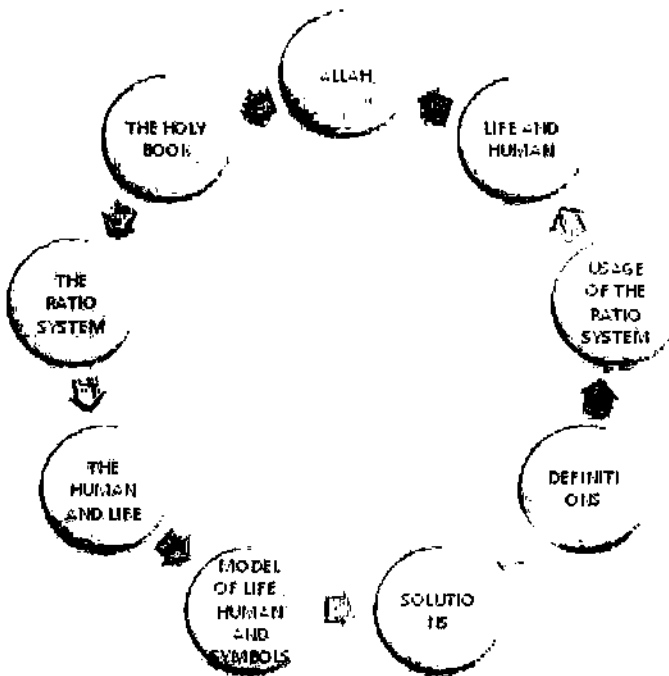 ALLAH
LIFE AND
HUMAN
USAGE
OF THE
RATIO
SYSTEM
DEFINITI
ONS
SOLUTIO
NS
MODEL
OF LIFE
HUMAN
AND
SYMBOLS
THE
HUMAN
AND LIFE
THE
RATIO
SYSTEM
THE HOLY
BOOK